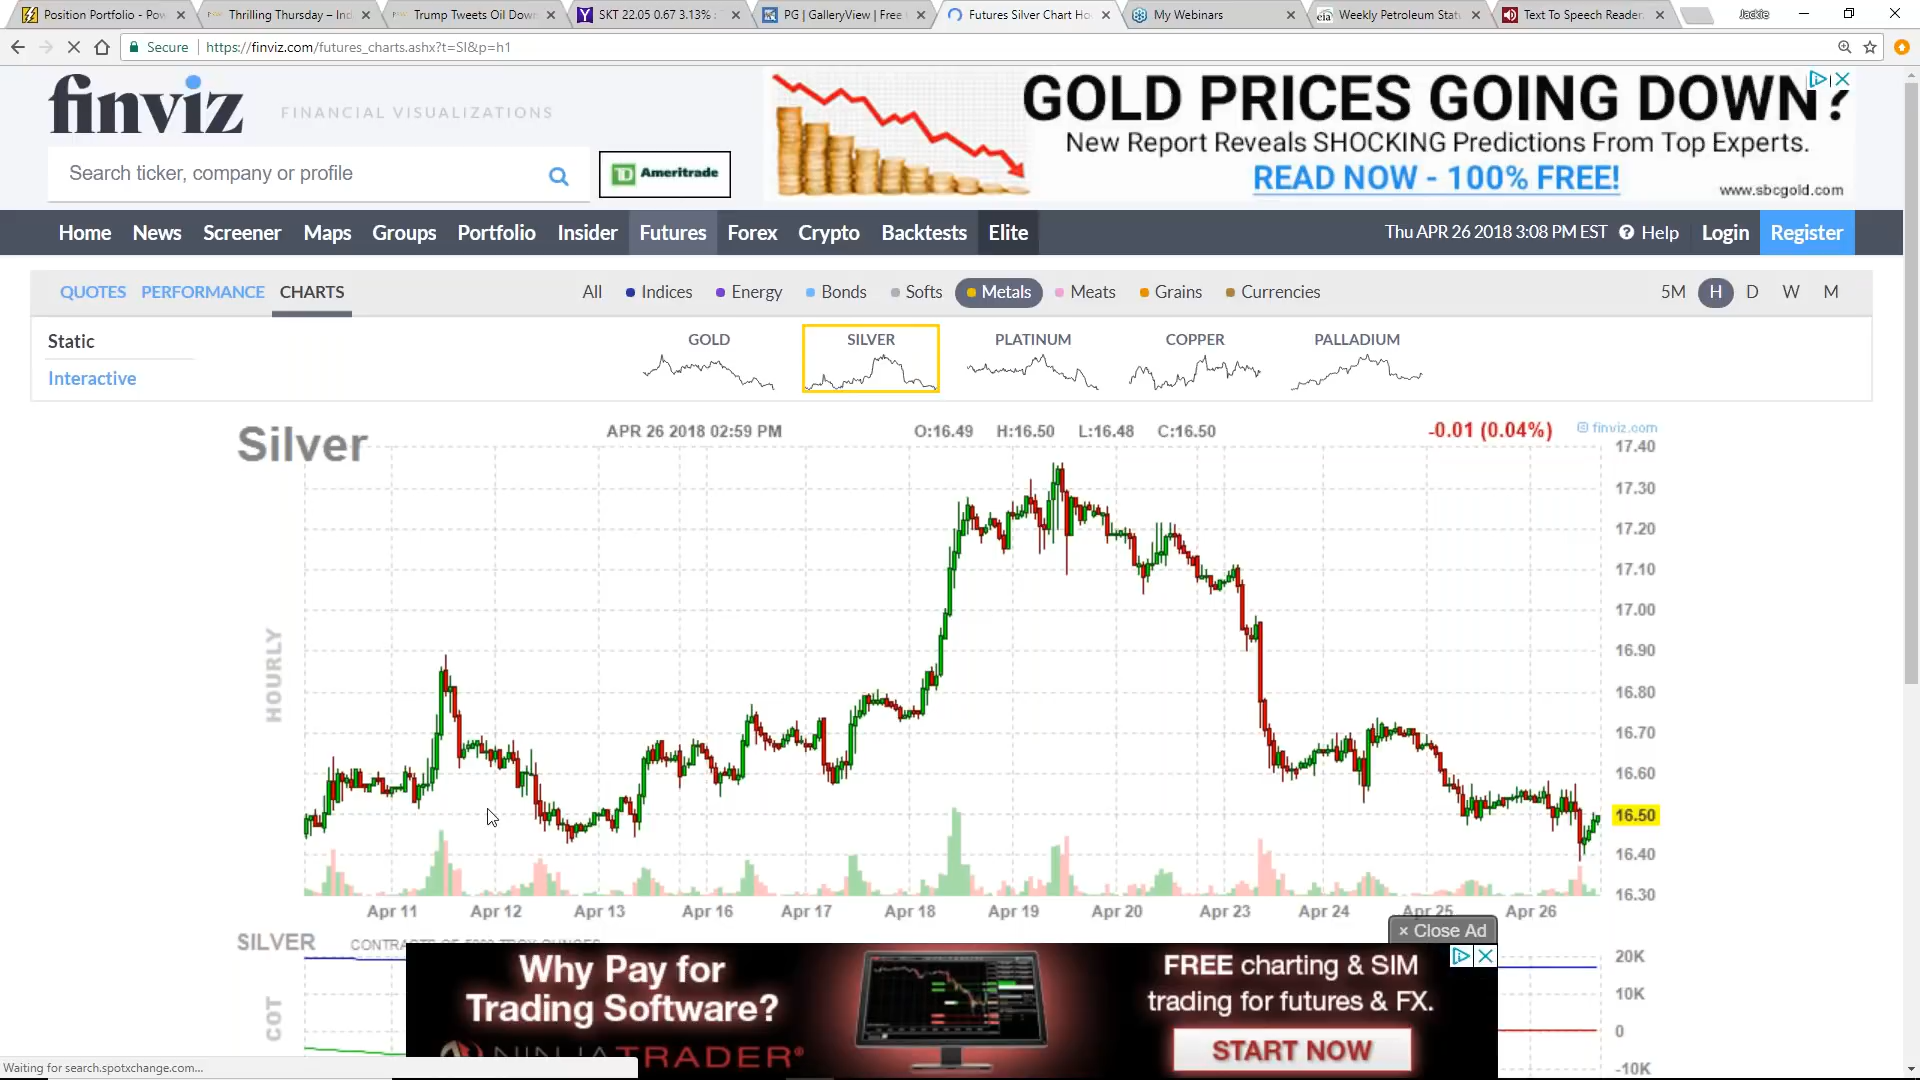 Position Portfolio - Pow
Thrilling Thursday – Ind
Trump Tweets Oil Down
SKT 22.05 0.67 3.13% :
PG | GalleryView | Free
Futures Silver Chart Ho
My Webinars
Weekly Petroleum Statu
Text To Speech Reader
Jackie
Secure
https://finviz.com/futures_charts.ashx?t=SI&p=h1
finviz
FINANCIAL VISUALIZATIONS
GOLD PRICES GOING DOWN?
New Report Reveals SHOCKING Predictions From Top Experts.
READ NOW - 100% FREE!
www.sbcgold.com
Search ticker, company or profile
TD Ameritrade
Home News Screener Maps Groups Portfolio Insider Futures Forex Crypto Backtests Elite
Thu APR 26 2018 3:08 PM EST
Help
Login
Register
QUOTES PERFORMANCE CHARTS
All Indices Energy Bonds Softs Metals Meats Grains Currencies
5M H D W M
Static
Interactive
GOLD SILVER PLATINUM COPPER PALLADIUM
Silver
APR 26 2018 02:59 PM O:16.49 H:16.50 L:16.48 C:16.50
-0.01 (0.04%)
© finviz.com
17.40
17.30
17.20
17.10
17.00
16.90
16.80
16.70
16.60
16.50
16.40
16.30
HOURLY
Apr 11 Apr 12 Apr 13 Apr 16 Apr 17 Apr 18 Apr 19 Apr 20 Apr 23 Apr 24 Apr 25 Apr 26
× Close Ad
SILVER
CONTRACTS OF 5000 TROY OUNCES
COT
20K
10K
0
-10K
Why Pay for
Trading Software?
NINJATRADER®
FREE charting & SIM
trading for futures & FX.
START NOW
Waiting for search.spotxchange.com...